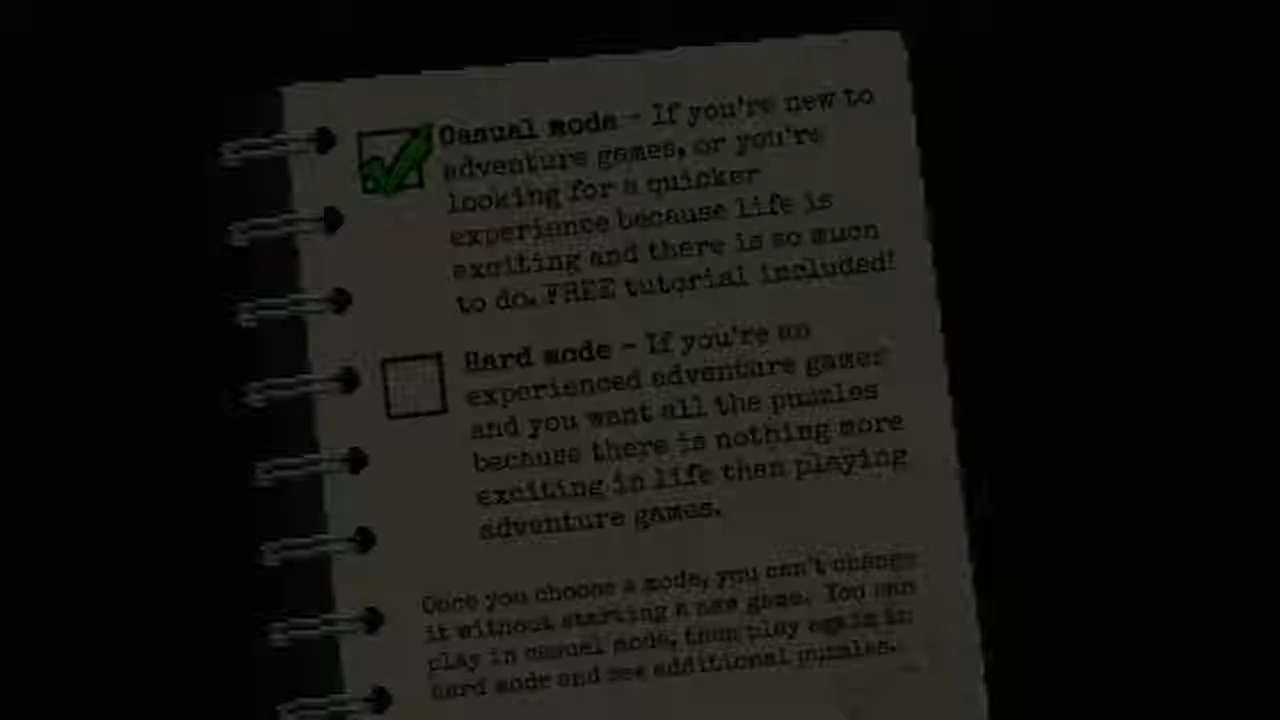 Casual mode - If you're new to
adventure games, or you're
looking for a quicker
experience because life is
exciting and there is so much
to do. FREE tutorial included!
Hard mode - If you're an
experienced adventure gamer
and you want all the puzzles
because there is nothing more
exciting in life than playing
adventure games.
Once you choose a mode, you can't change
it without starting a new game. You can
play in casual mode, then play again in
hard mode and see additional puzzles.